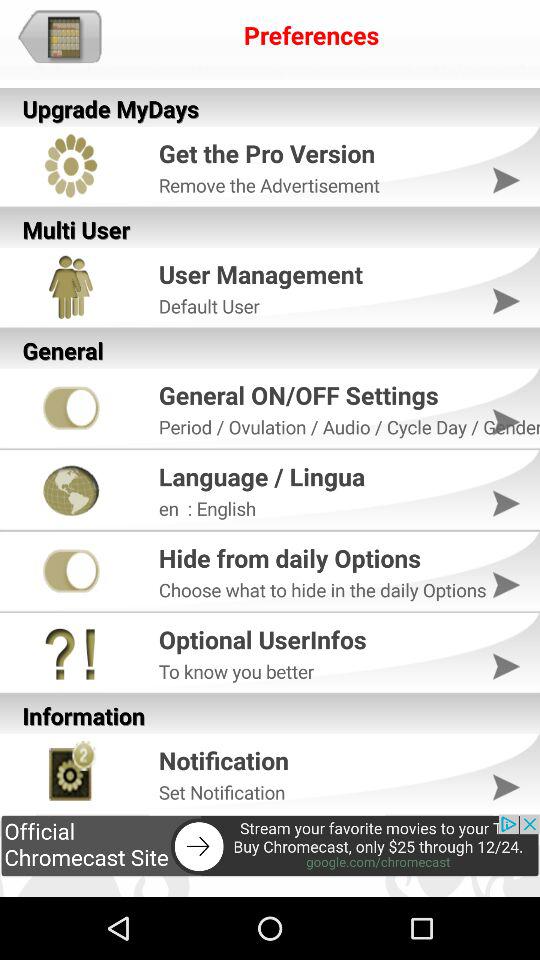 Preferences
Upgrade MyDays
Get the Pro Version
Remove the Advertisement
Multi User
User Management
Default User
General
General ON/OFF Settings
Period / Ovulation / Audio / Cycle Day / Gender
Language / Lingua
en : English
Hide from daily Options
Choose what to hide in the daily Options
?!
Optional UserInfos
To know you better
Information
2
Notification
Set Notification
Official
Chromecast Site
Stream your favorite movies to your T
Buy Chromecast, only $25 through 12/24.
google.com/chromecast